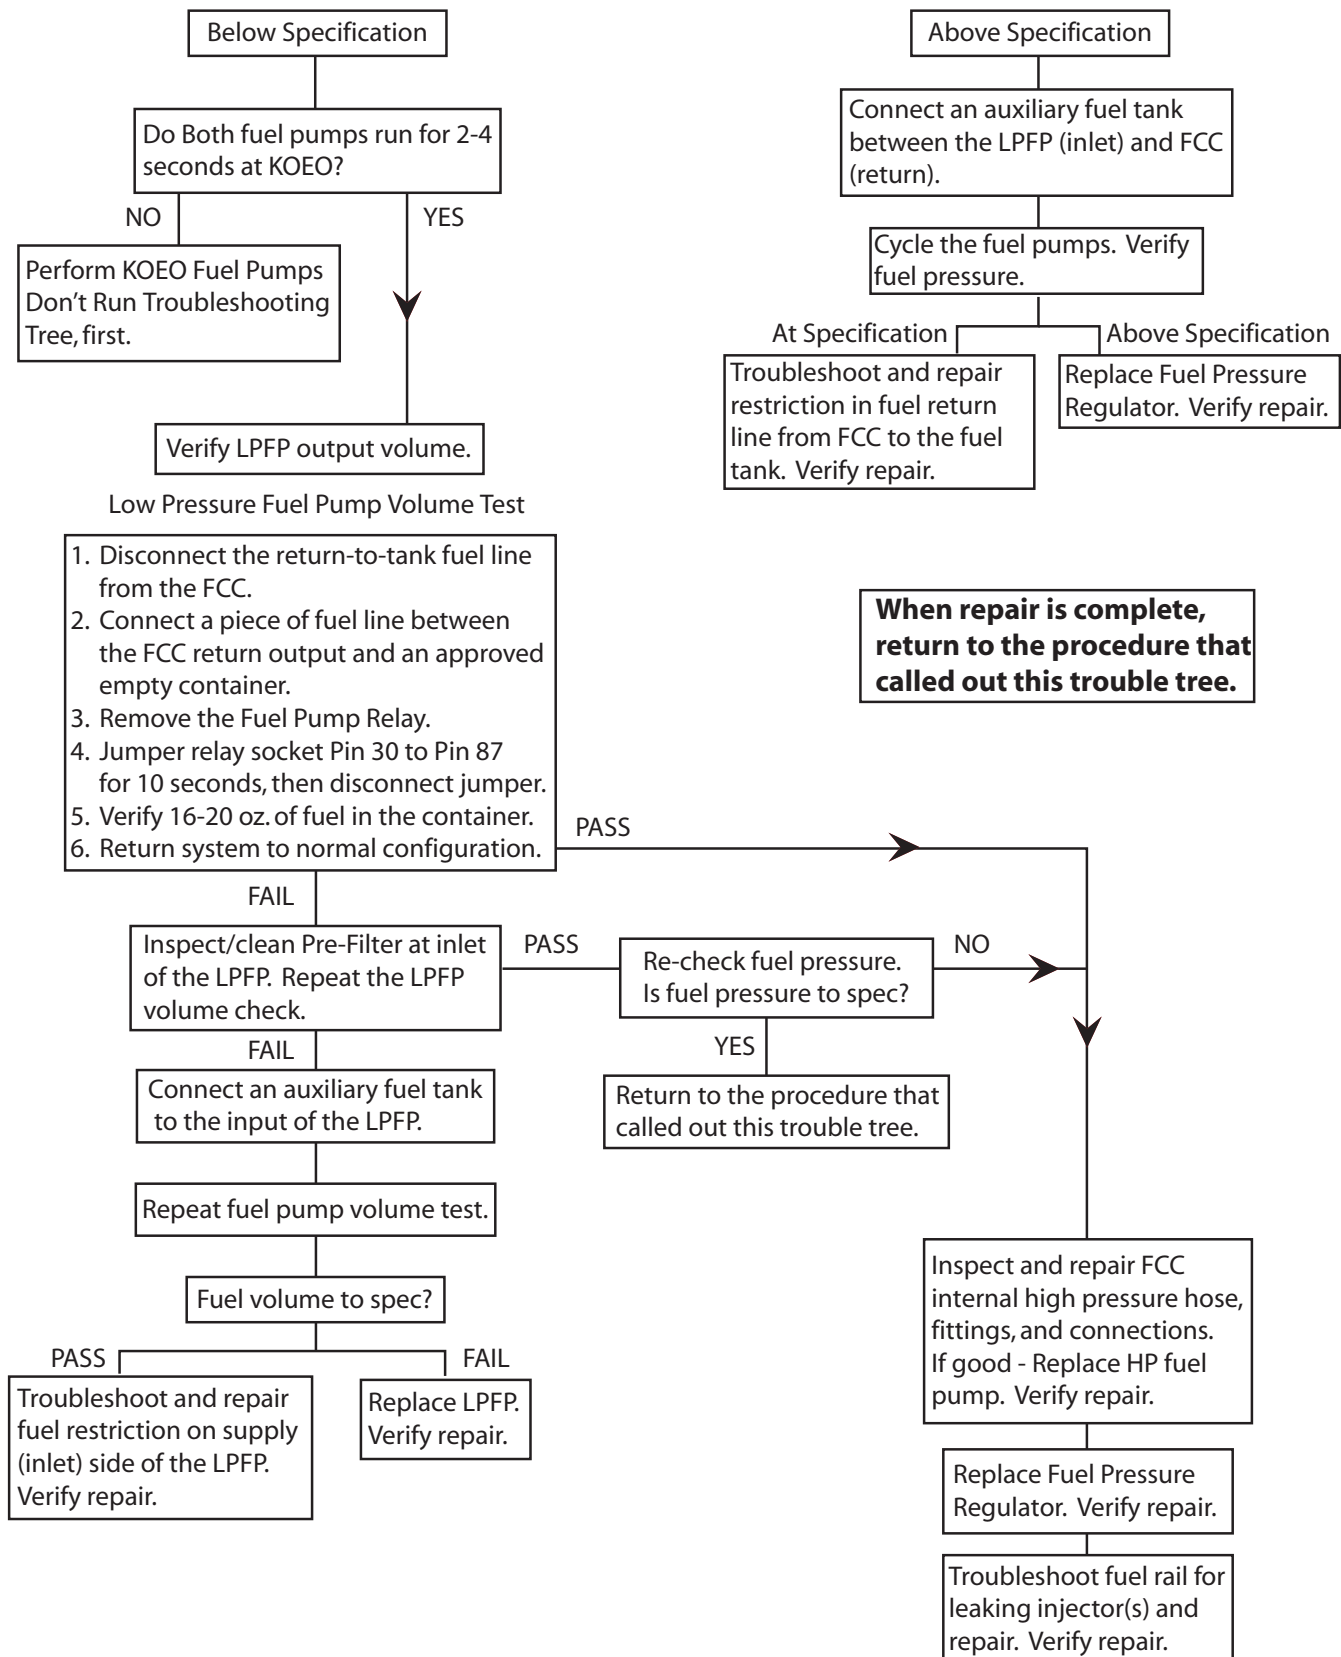 Below Specification
Do Both fuel pumps run for 2-4
seconds at KOEO?
NO
YES
Perform KOEO Fuel Pumps
Don't Run Troubleshooting
Tree, first.
Verify LPFP output volume.
Low Pressure Fuel Pump Volume Test
1. Disconnect the return-to-tank fuel line
from the FCC.
2. Connect a piece of fuel line between
the FCC return output and an approved
empty container.
3. Remove the Fuel Pump Relay.
4. Jumper relay socket Pin 30 to Pin 87
for 10 seconds, then disconnect jumper.
5. Verify 16-20 oz. of fuel in the container.
6. Return system to normal configuration.
PASS
FAIL
Inspect/clean Pre-Filter at inlet
of the LPFP. Repeat the LPFP
volume check.
PASS
Re-check fuel pressure.
Is fuel pressure to spec?
NO
YES
Return to the procedure that
called out this trouble tree.
FAIL
Connect an auxiliary fuel tank
to the input of the LPFP.
Repeat fuel pump volume test.
Fuel volume to spec?
PASS
FAIL
Troubleshoot and repair
fuel restriction on supply
(inlet) side of the LPFP.
Verify repair.
Replace LPFP.
Verify repair.
Above Specification
Connect an auxiliary fuel tank
between the LPFP (inlet) and FCC
(return).
Cycle the fuel pumps. Verify
fuel pressure.
At Specification
Above Specification
Troubleshoot and repair
restriction in fuel return
line from FCC to the fuel
tank. Verify repair.
Replace Fuel Pressure
Regulator. Verify repair.
When repair is complete,
return to the procedure that
called out this trouble tree.
Inspect and repair FCC
internal high pressure hose,
fittings, and connections.
If good - Replace HP fuel
pump. Verify repair.
Replace Fuel Pressure
Regulator. Verify repair.
Troubleshoot fuel rail for
leaking injector(s) and
repair. Verify repair.